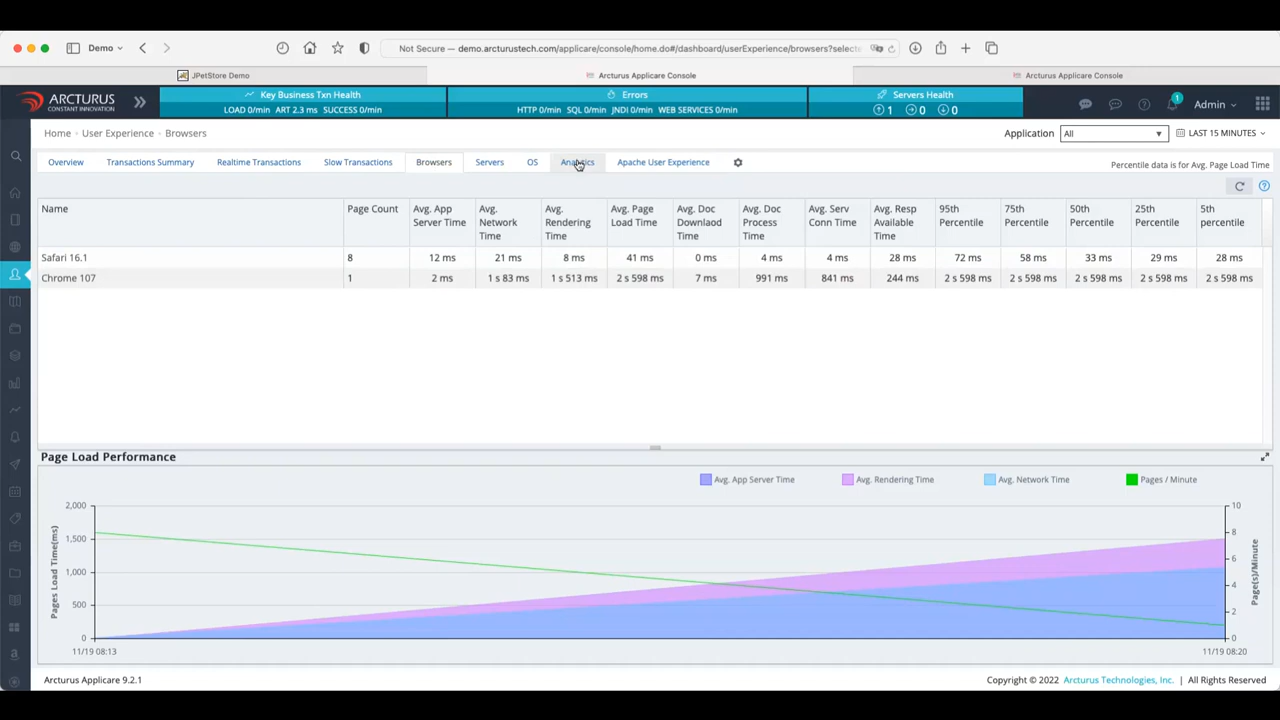 Demo
Not Secure — demo.arcturustech.com/applicare/console/home.do#/dashboard/userExperience/browsers?selecte
JPetStore Demo
Arcturus Applicare Console
Arcturus Applicare Console
ARCTURUS
CONSTANT INNOVATION
Key Business Txn Health
LOAD 0/min ART 2.3 ms SUCCESS 0/min
Errors
HTTP 0/min SQL 0/min JNDI 0/min WEB SERVICES 0/min
Servers Health
1 0 0
1
Admin
Home User Experience Browsers
Application All
LAST 15 MINUTES
Overview Transactions Summary Realtime Transactions Slow Transactions Browsers Servers OS Analytics Apache User Experience
Percentile data is for Avg. Page Load Time
Name Page Count Avg. App Server Time Avg. Network Time Avg. Rendering Time Avg. Page Load Time Avg. Doc Downlaod Time Avg. Doc Process Time Avg. Serv Conn Time Avg. Resp Available Time 95th Percentile 75th Percentile 50th Percentile 25th Percentile 5th percentile
Safari 16.1 8 12 ms 21 ms 8 ms 41 ms 0 ms 4 ms 4 ms 28 ms 72 ms 58 ms 33 ms 29 ms 28 ms
Chrome 107 1 2 ms 1 s 83 ms 1 s 513 ms 2 s 598 ms 7 ms 991 ms 841 ms 244 ms 2 s 598 ms 2 s 598 ms 2 s 598 ms 2 s 598 ms 2 s 598 ms
Page Load Performance
Avg. App Server Time Avg. Rendering Time Avg. Network Time Pages / Minute
Pages Load Time(ms)
2,000
1,500
1,000
500
0
10
8
6
4
2
0
Page(s)/Minute
11/19 08:13
11/19 08:20
Arcturus Applicare 9.2.1
Copyright © 2022 Arcturus Technologies, Inc. | All Rights Reserved